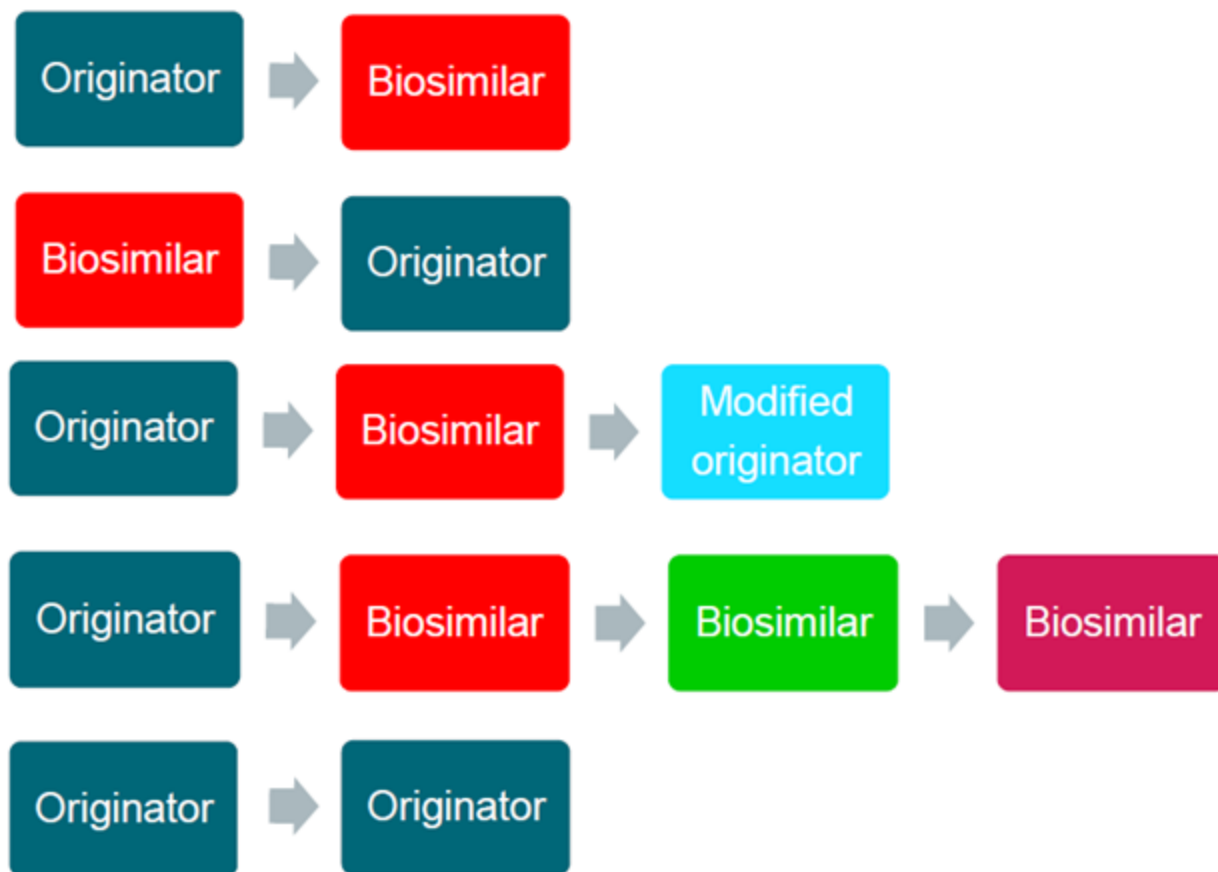 Originator Biosimilar
Biosimilar Originator
Originator Biosimilar Modified
originator
Originator Biosimilar Biosimilar Biosimilar
Originator Originator